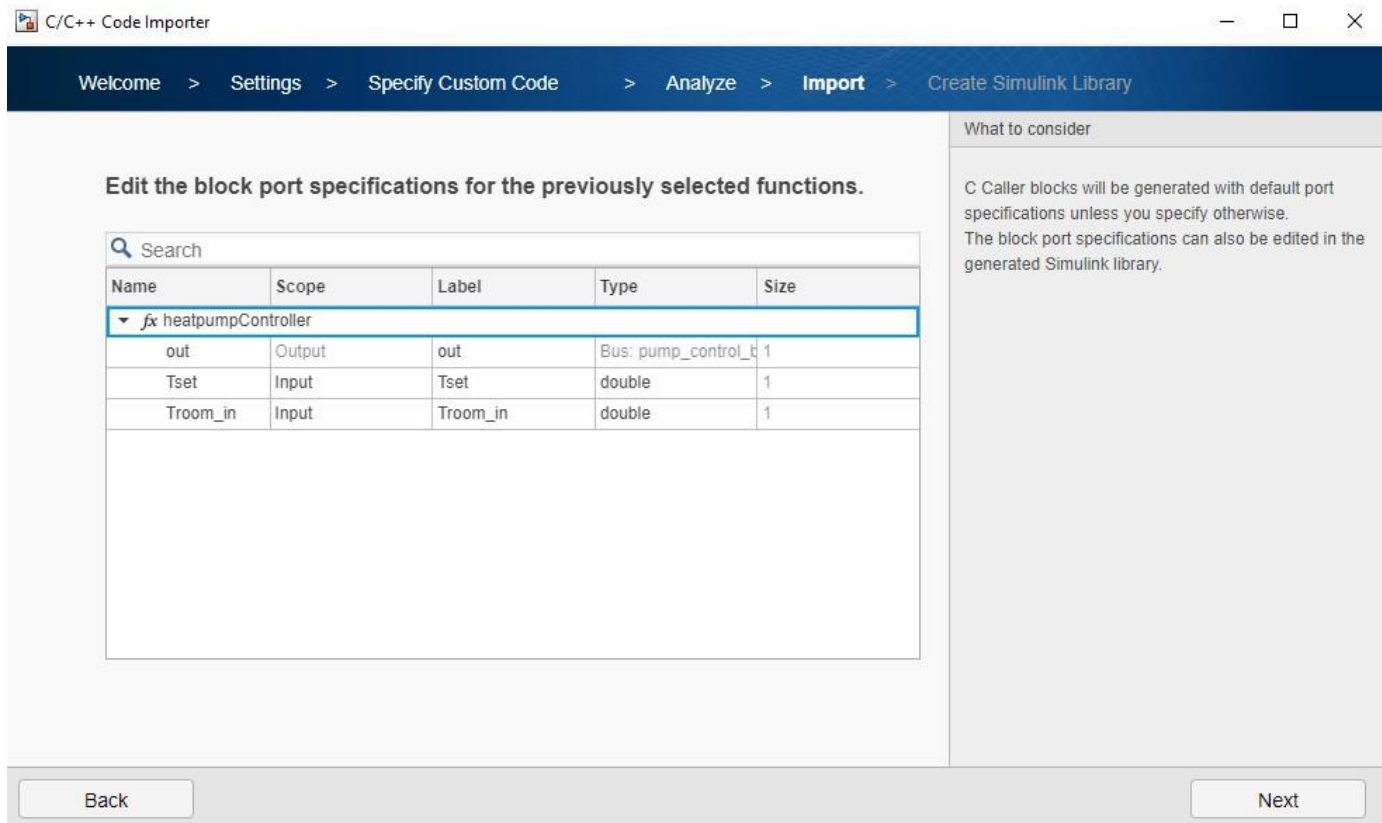 C/C++ Code Importer
Welcome > Settings > Specify Custom Code > Analyze > Import > Create Simulink Library
What to consider
Edit the block port specifications for the previously selected functions.
C Caller blocks will be generated with default port
specifications unless you specify otherwise.
The block port specifications can also be edited in the
generated Simulink library.
Search
Name Scope Label Type Size
fx heatpumpController
out Output out Bus: pump_control_b 1
Tset Input Tset double 1
Troom_in Input Troom_in double 1
Back Next